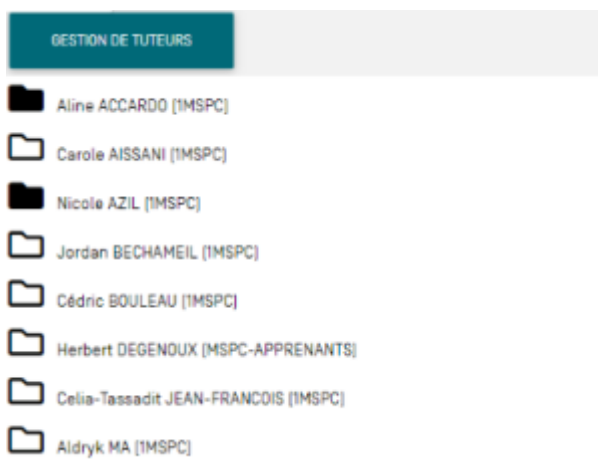 GESTION DE TUTEURS
Aline ACCARDO [1MSPC]
Carole AISSANI [1MSPC]
Nicole AZIL [1MSPC]
Jordan BECHAMEIL [1MSPC]
Cédric BOULEAU [1MSPC]
Herbert DEGENOUX [MSPC-APPRENANTS]
Celia-Tassadit JEAN-FRANCOIS [1MSPC]
Aldryk MA [1MSPC]